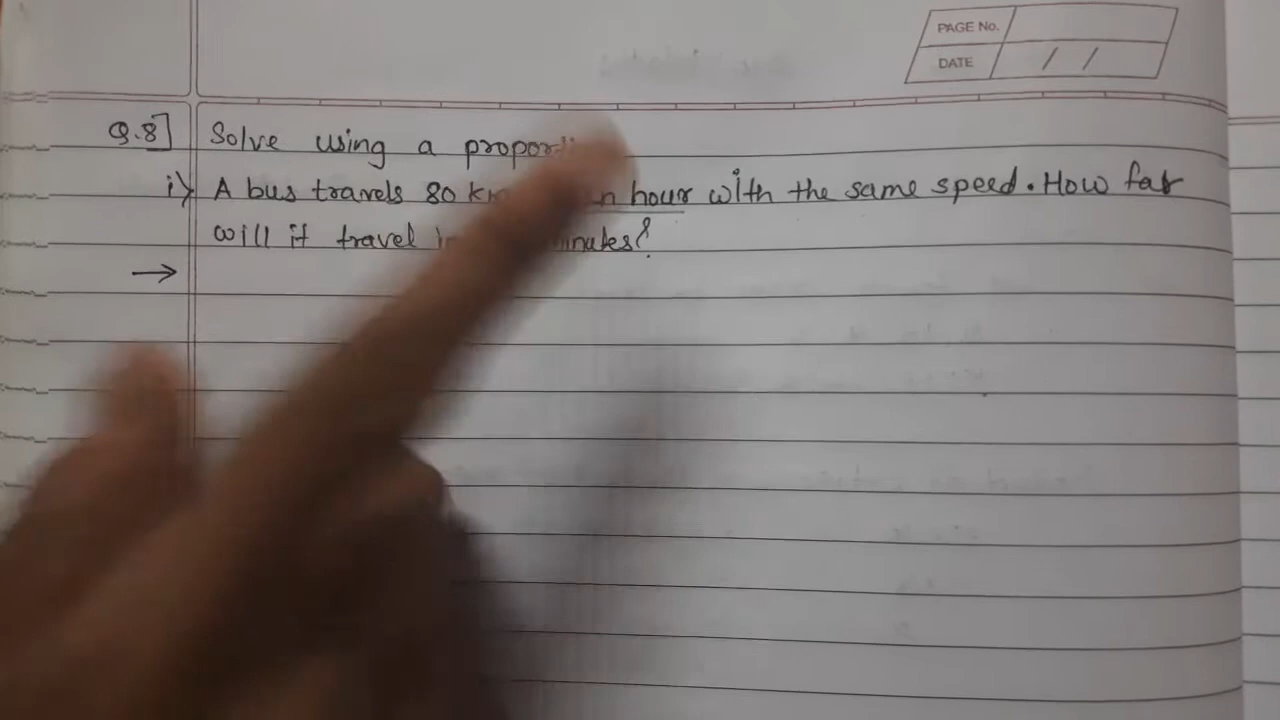 PAGE No.
DATE / /
Q.8] Solve using a
i) A bus travels 80 hour with the same speed. How far
will it travel
→